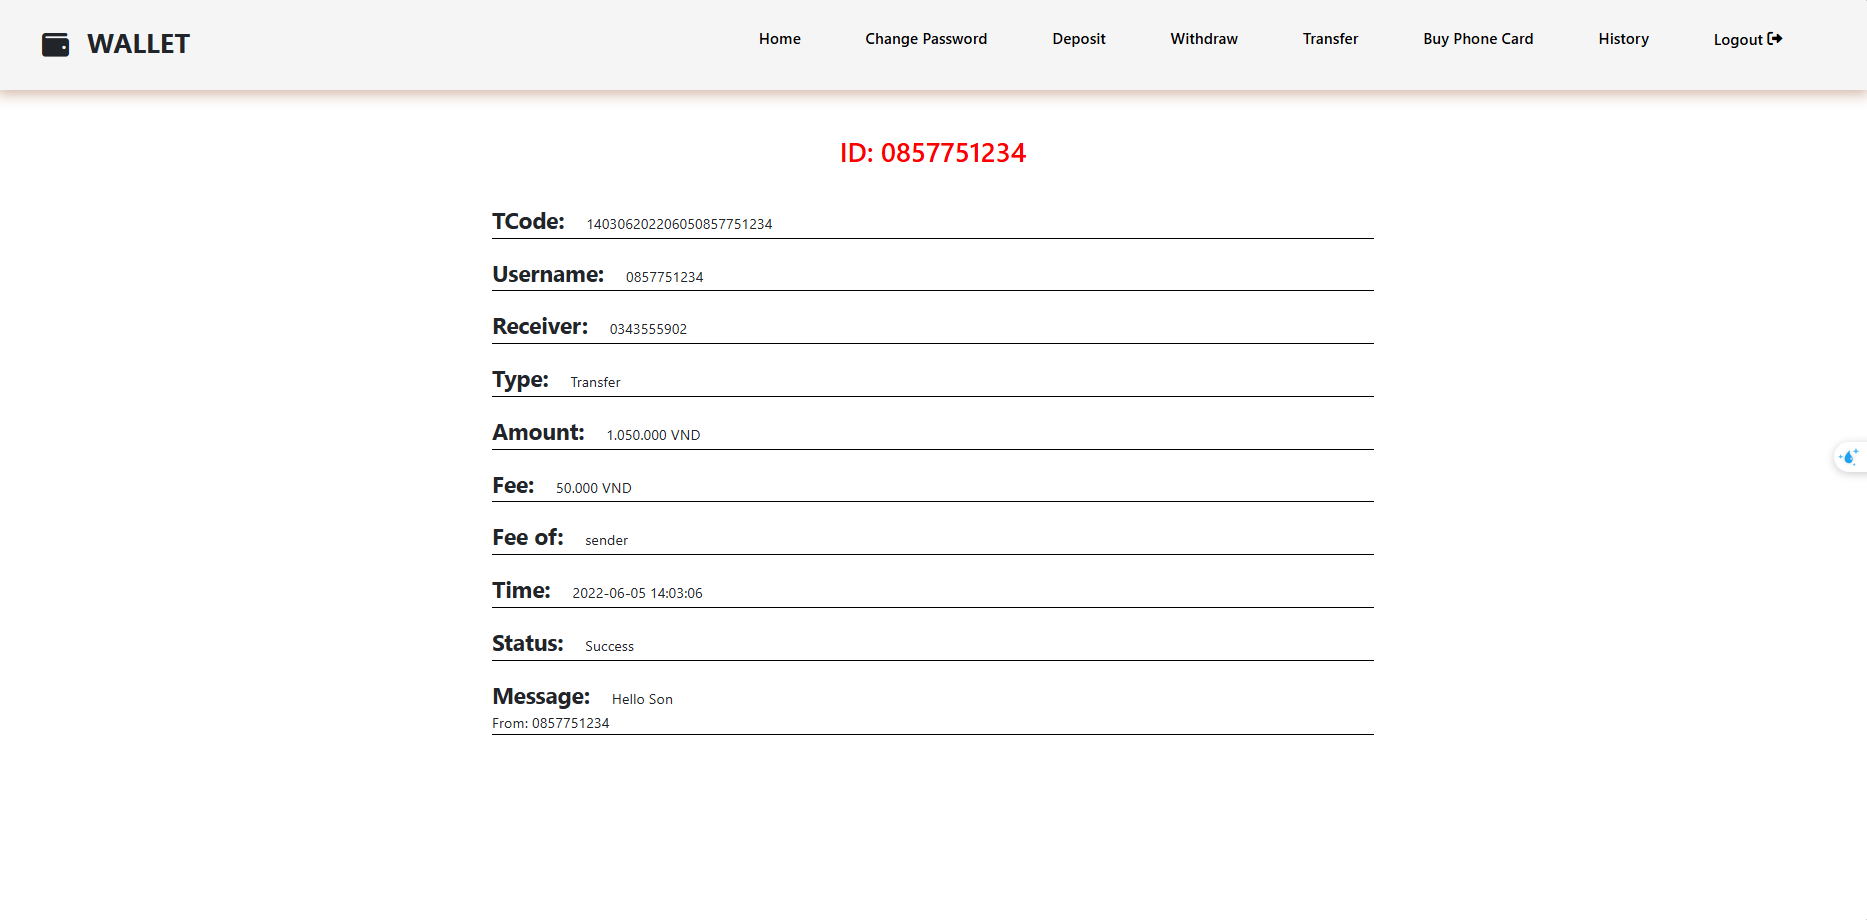 WALLET
Home Change Password Deposit Withdraw Transfer Buy Phone Card History Logout
ID: 0857751234
TCode: 140306202206050857751234
Username: 0857751234
Receiver: 0343555902
Type: Transfer
Amount: 1.050.000 VND
Fee: 50.000 VND
Fee of: sender
Time: 2022-06-05 14:03:06
Status: Success
Message: Hello Son
From: 0857751234